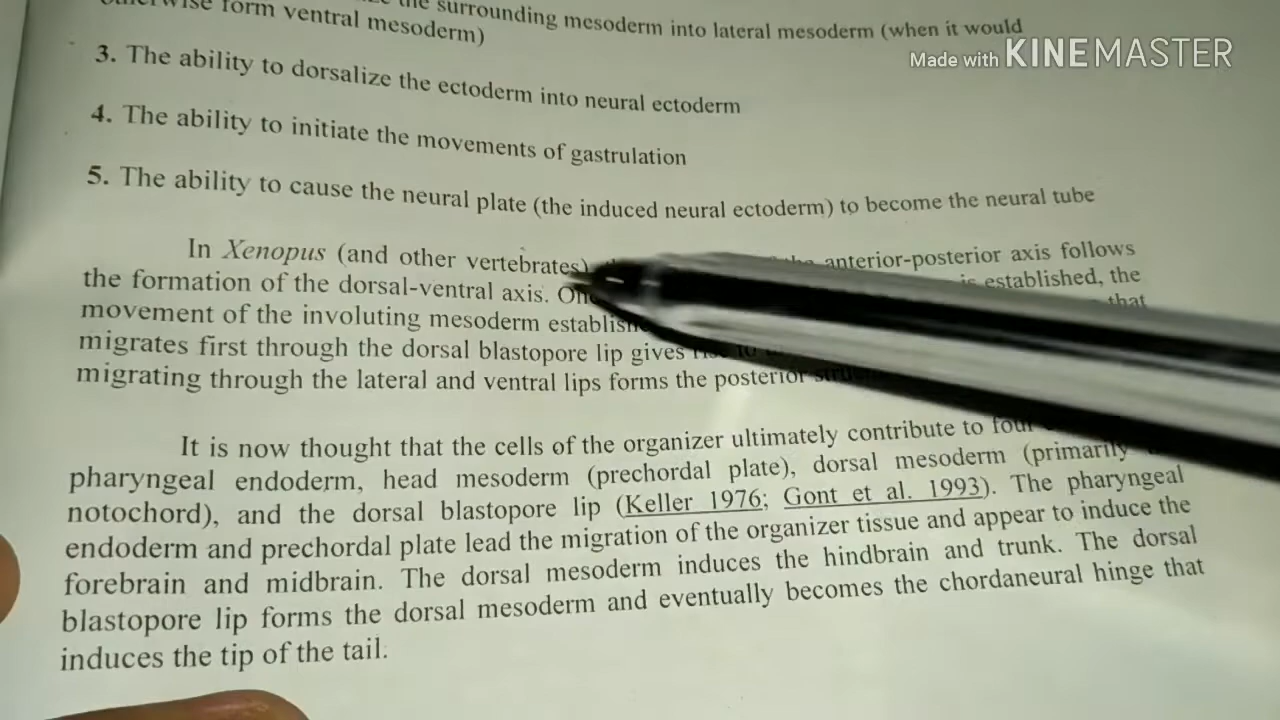 the surrounding mesoderm into lateral mesoderm (when it would
form ventral mesoderm)
Made with KINEMASTER
3. The ability to dorsalize the ectoderm into neural ectoderm
4. The ability to initiate the movements of gastrulation
5. The ability to cause the neural plate (the induced neural ectoderm) to become the neural tube
In Xenopus (and other vertebrates) the anterior-posterior axis follows
the formation of the dorsal-ventral axis. is established, the
movement of the involuting mesoderm that
migrates first through the dorsal blastopore lip gives
migrating through the lateral and ventral lips forms the posterior
It is now thought that the cells of the organizer ultimately contribute to four
pharyngeal endoderm, head mesoderm (prechordal plate), dorsal mesoderm (primarily
notochord), and the dorsal blastopore lip (Keller 1976; Gont et al. 1993). The pharyngeal
endoderm and prechordal plate lead the migration of the organizer tissue and appear to induce the
forebrain and midbrain. The dorsal mesoderm induces the hindbrain and trunk. The dorsal
blastopore lip forms the dorsal mesoderm and eventually becomes the chordaneural hinge that
induces the tip of the tail.